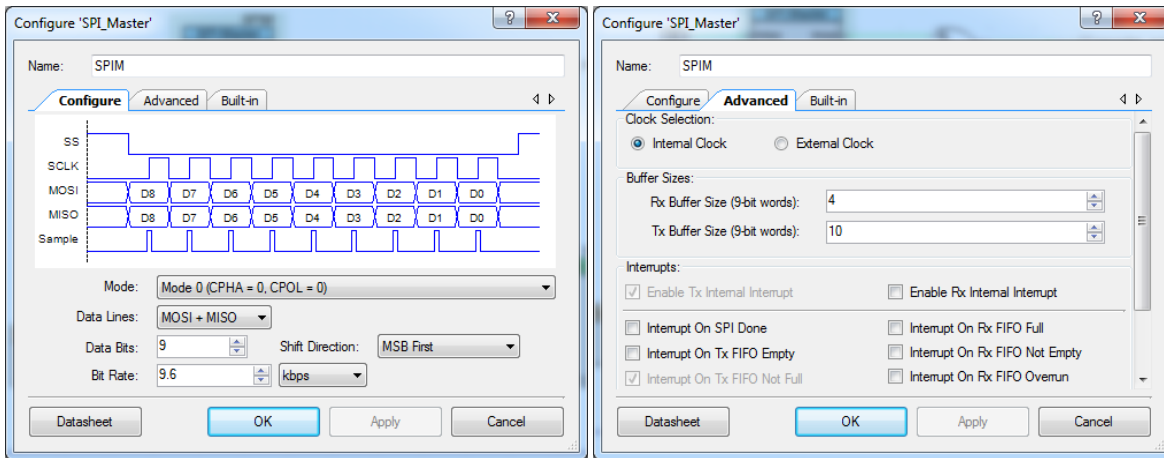 Configure 'SPI_Master'
Name: SPIM
Configure Advanced Built-in
SS
SCLK
MOSI D8 D7 D6 D5 D4 D3 D2 D1 D0
MISO D8 D7 D6 D5 D4 D3 D2 D1 D0
Sample
Mode: Mode 0 (CPHA = 0, CPOL = 0)
Data Lines: MOSI + MISO
Data Bits: 9 Shift Direction: MSB First
Bit Rate: 9.6 kbps
Datasheet OK Apply Cancel
Configure 'SPI_Master'
Name: SPIM
Configure Advanced Built-in
Clock Selection:
Internal Clock External Clock
Buffer Sizes:
Rx Buffer Size (9-bit words): 4
Tx Buffer Size (9-bit words): 10
Interrupts:
Enable Tx Internal Interrupt Enable Rx Internal Interrupt
Interrupt On SPI Done Interrupt On Rx FIFO Full
Interrupt On Tx FIFO Empty Interrupt On Rx FIFO Not Empty
Interrupt On Tx FIFO Not Full Interrupt On Rx FIFO Overrun
Datasheet OK Apply Cancel